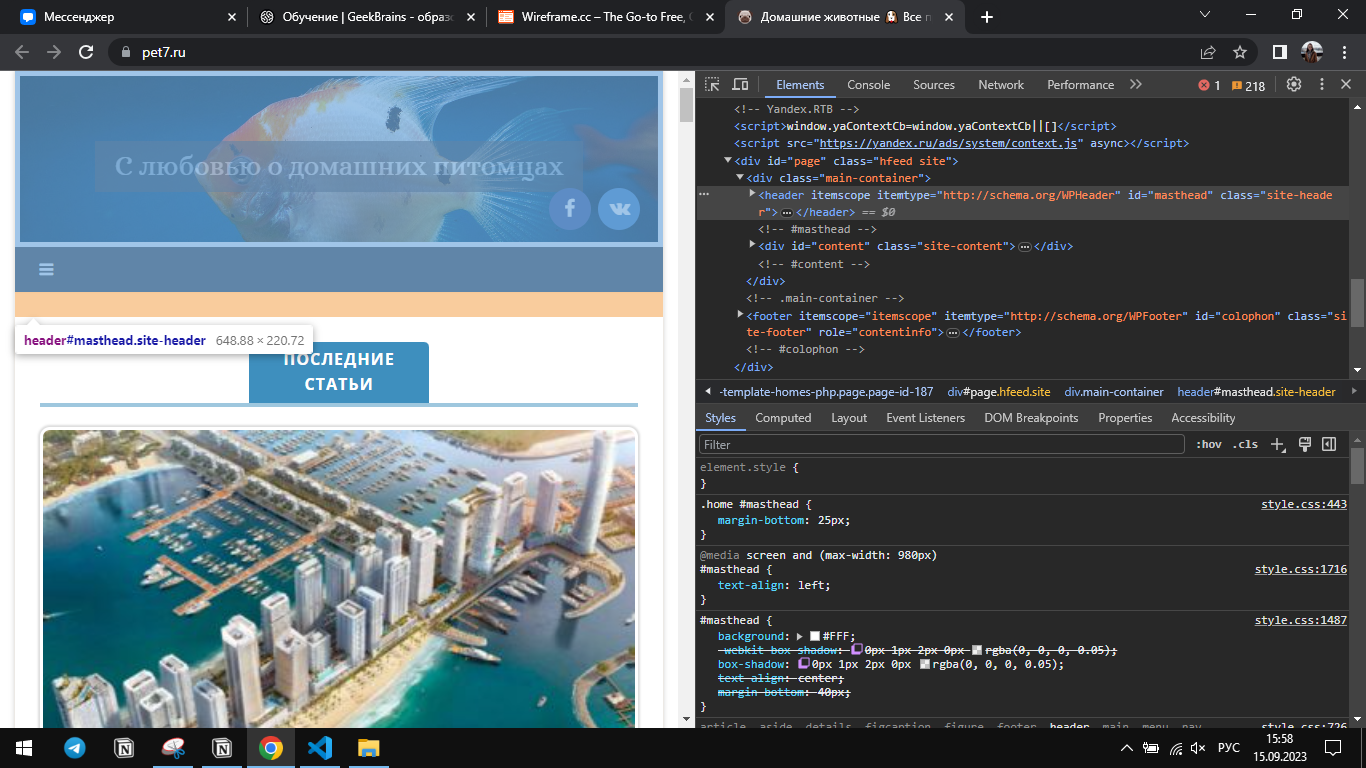 Мессенджер
Обучение | GeekBrains - образо
Wireframe.cc – The Go-to Free,
Домашние животные Все п
pet7.ru
С любовью о домашних питомцах
header#masthead.site-header 648.88 × 220.72
ПОСЛЕДНИЕ
СТАТЬИ
Elements Console Sources Network Performance 1 218
<!-- Yandex.RTB -->
<script>window.yaContextCb=window.yaContextCb||[]</script>
<script src="https://yandex.ru/ads/system/context.js" async></script>
<div id="page" class="hfeed site">
<div class="main-container">
<header itemscope itemtype="http://schema.org/WPHeader" id="masthead" class="site-heade
r"> … </header> == $0
<!-- #masthead -->
<div id="content" class="site-content"> … </div>
<!-- #content -->
</div>
<!-- .main-container -->
<footer itemscope="itemscope" itemtype="http://schema.org/WPFooter" id="colophon" class="si
te-footer" role="contentinfo"> … </footer>
<!-- #colophon -->
</div>
-template-homes-php.page.page-id-187 div#page.hfeed.site div.main-container header#masthead.site-header
Styles Computed Layout Event Listeners DOM Breakpoints Properties Accessibility
Filter :hov .cls
element.style {
}
.home #masthead { style.css:443
margin-bottom: 25px;
}
@media screen and (max-width: 980px)
#masthead { style.css:1716
text-align: left;
}
#masthead { style.css:1487
background: #FFF;
-webkit-box-shadow: 0px 1px 2px 0px rgba(0, 0, 0, 0.05);
box-shadow: 0px 1px 2px 0px rgba(0, 0, 0, 0.05);
text-align: center;
margin-bottom: 40px;
}
article, aside, details, figcaption, figure, footer, header, main, menu, nav, style.css:726
РУС
15:58
15.09.2023